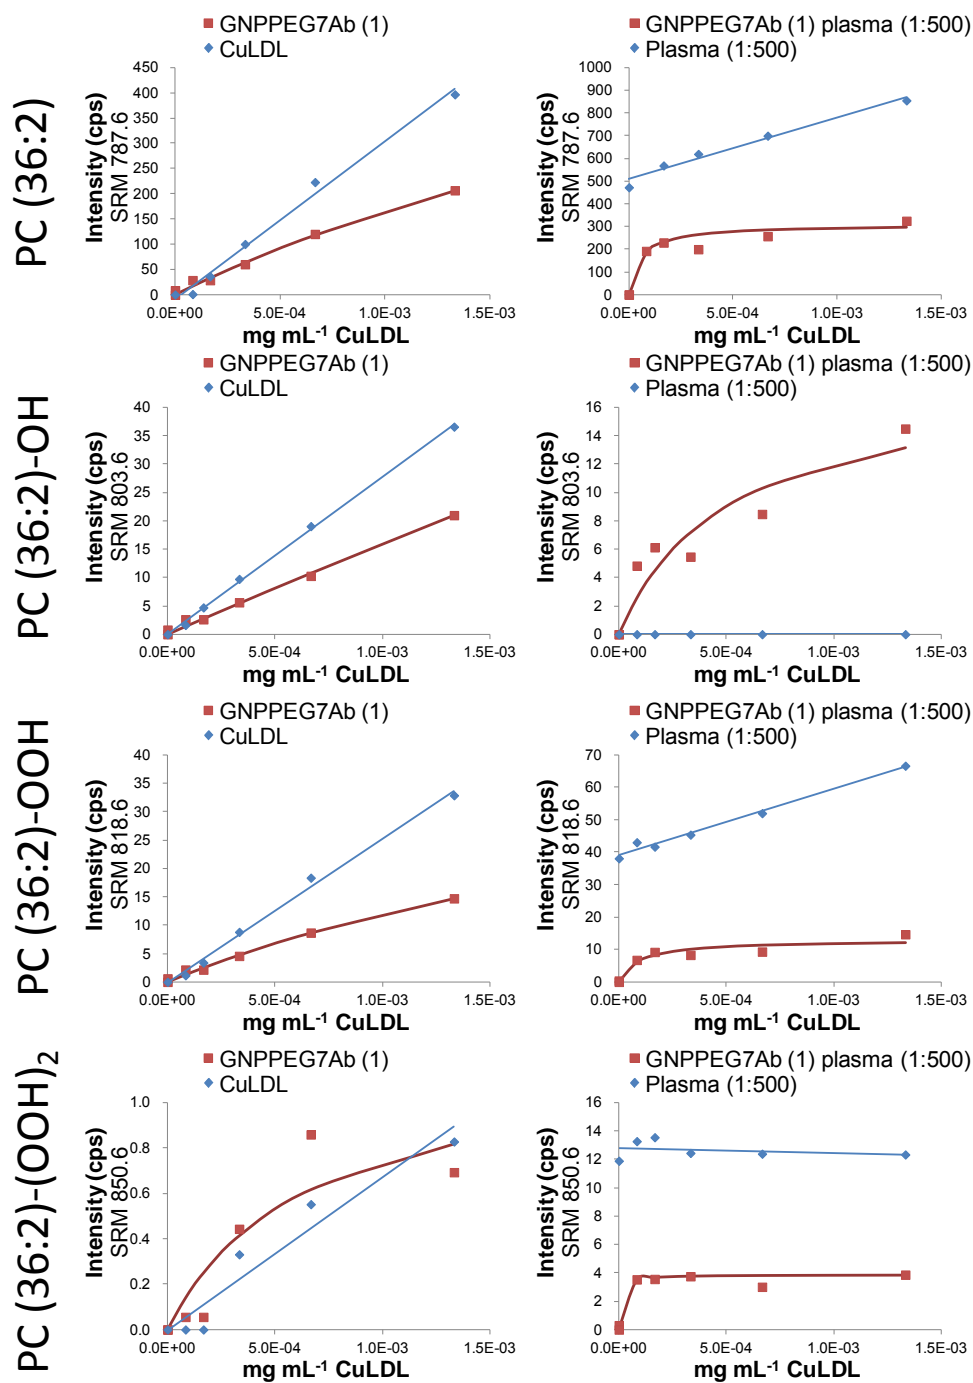 PC (36:2)
GNPPEG7Ab (1)
CuLDL
Intensity (cps)
SRM 787.6
450
400
350
300
250
200
150
100
50
0
0.0E+00 5.0E-04 1.0E-03 1.5E-03
mg mL⁻¹ CuLDL
GNPPEG7Ab (1) plasma (1:500)
Plasma (1:500)
Intensity (cps)
SRM 787.6
1000
900
800
700
600
500
400
300
200
100
0
0.0E+00 5.0E-04 1.0E-03 1.5E-03
mg mL⁻¹ CuLDL
PC (36:2)-OH
GNPPEG7Ab (1)
CuLDL
Intensity (cps)
SRM 803.6
40
35
30
25
20
15
10
5
0
0.0E+00 5.0E-04 1.0E-03 1.5E-03
mg mL⁻¹ CuLDL
GNPPEG7Ab (1) plasma (1:500)
Plasma (1:500)
Intensity (cps)
SRM 803.6
16
14
12
10
8
6
4
2
0
0.0E+00 5.0E-04 1.0E-03 1.5E-03
mg mL⁻¹ CuLDL
PC (36:2)-OOH
GNPPEG7Ab (1)
CuLDL
Intensity (cps)
SRM 818.6
40
35
30
25
20
15
10
5
0
0.0E+00 5.0E-04 1.0E-03 1.5E-03
mg mL⁻¹ CuLDL
GNPPEG7Ab (1) plasma (1:500)
Plasma (1:500)
Intensity (cps)
SRM 818.6
70
60
50
40
30
20
10
0
0.0E+00 5.0E-04 1.0E-03 1.5E-03
mg mL⁻¹ CuLDL
PC (36:2)-(OOH)₂
GNPPEG7Ab (1)
CuLDL
Intensity (cps)
SRM 850.6
1.0
0.8
0.6
0.4
0.2
0.0
0.0E+00 5.0E-04 1.0E-03 1.5E-03
mg mL⁻¹ CuLDL
GNPPEG7Ab (1) plasma (1:500)
Plasma (1:500)
Intensity (cps)
SRM 850.6
16
14
12
10
8
6
4
2
0
0.0E+00 5.0E-04 1.0E-03 1.5E-03
mg mL⁻¹ CuLDL